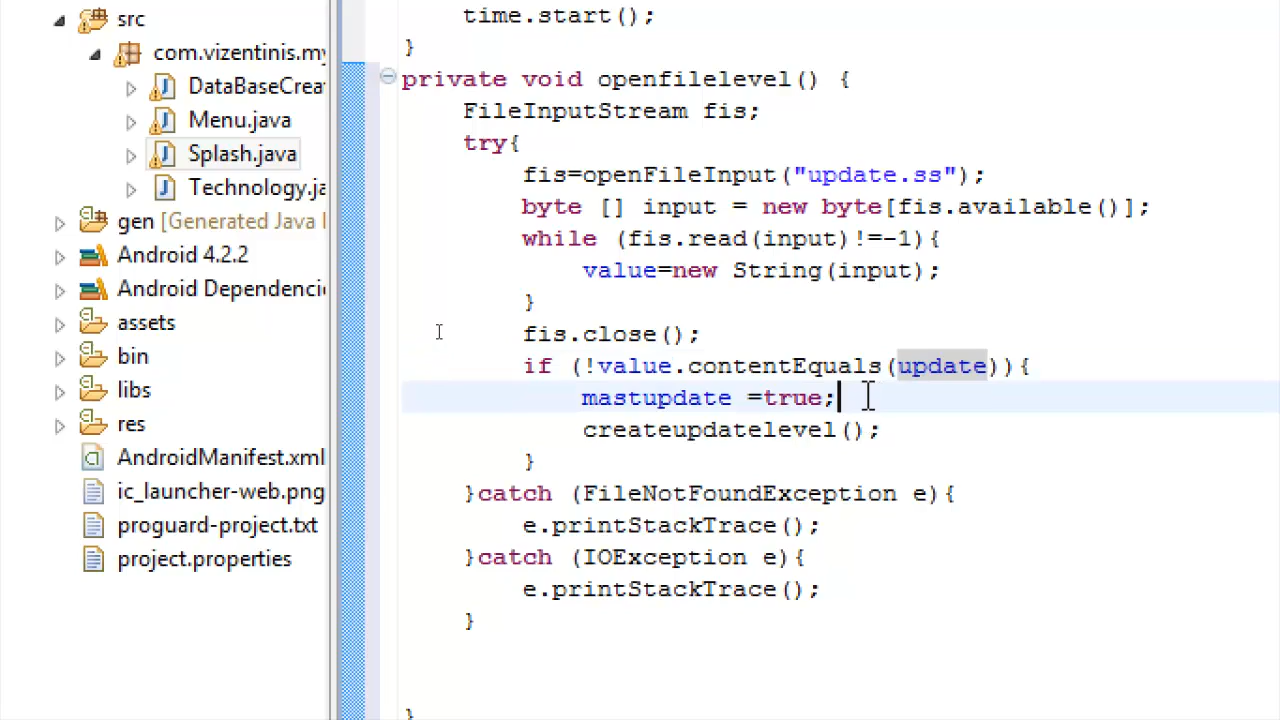 src
com.vizentinis.my
DataBaseCrea
Menu.java
Splash.java
Technology.ja
gen [Generated Java
Android 4.2.2
Android Dependenci
assets
bin
libs
res
AndroidManifest.xml
ic_launcher-web.png
proguard-project.txt
project.properties
time.start();
}
private void openfilelevel() {
FileInputStream fis;
try{
fis=openFileInput("update.ss");
byte [] input = new byte[fis.available()];
while (fis.read(input)!=-1){
value=new String(input);
}
fis.close();
if (!value.contentEquals(update)){
mastupdate =true;
createupdatelevel();
}
}catch (FileNotFoundException e){
e.printStackTrace();
}catch (IOException e){
e.printStackTrace();
}
}